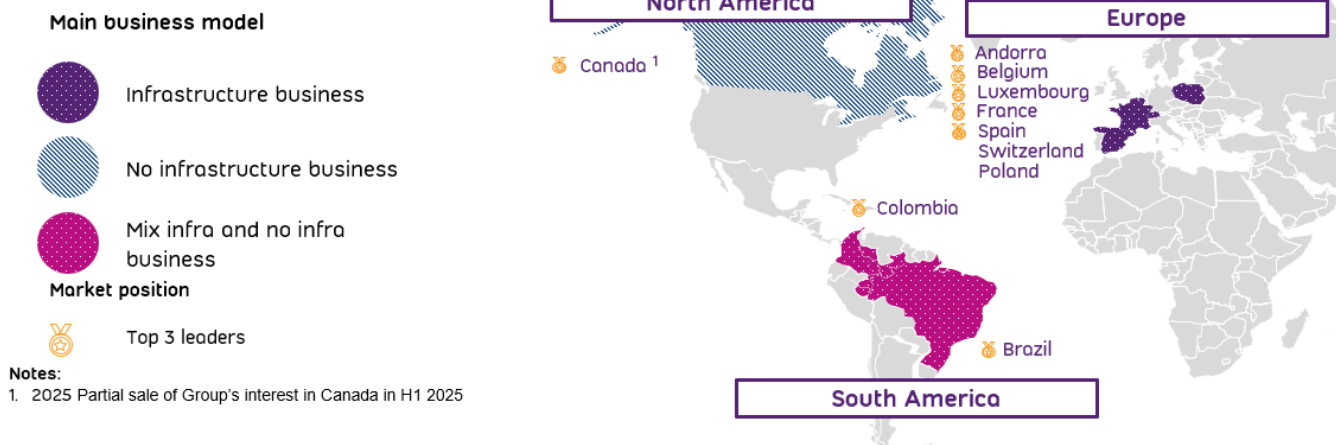 Main business model
Infrastructure business
No infrastructure business
Mix infra and no infra
business
Market position
Top 3 leaders
Notes:
1. 2025 Partial sale of Group's interest in Canada in H1 2025
North America
Canada 1
Europe
Andorra
Belgium
Luxembourg
France
Spain
Switzerland
Poland
Colombia
Brazil
South America